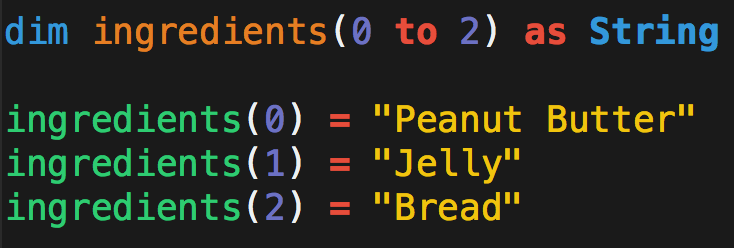 dim ingredients(0 to 2) as String
ingredients(0) = "Peanut Butter"
ingredients(1) = "Jelly"
ingredients(2) = "Bread"